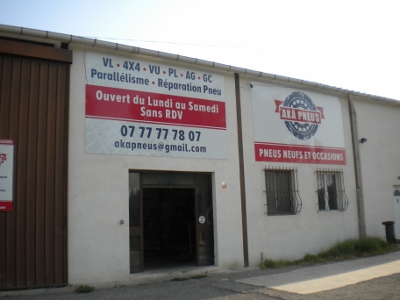 VL • 4X4 • VU • PL • AG • GC
Parallélisme • Réparation Pneu
Ouvert du Lundi au Samedi
Sans RDV
07 77 77 78 07
akapneus@gmail.com
AKA PNEUS
PNEUS NEUFS ET OCCASIONS